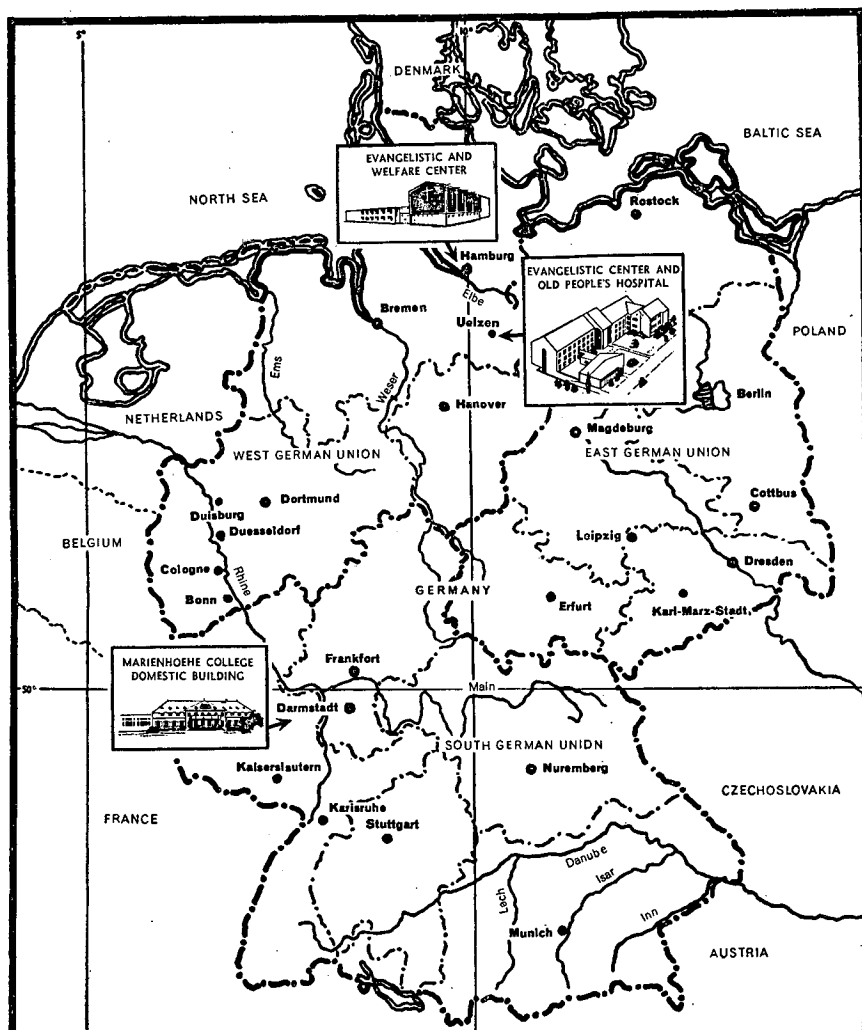 5°
10°
DENMARK
BALTIC SEA
EVANGELISTIC AND
WELFARE CENTER
NORTH SEA
Rostock
Hamburg
EVANGELISTIC CENTER AND
OLD PEOPLE'S HOSPITAL
Elbe
Bremen
Uelzen
POLAND
Ems
Weser
Berlin
Hanover
NETHERLANDS
Magdeburg
WEST GERMAN UNION
EAST GERMAN UNION
Dortmund
Cottbus
Duisburg
Duesseldorf
Leipzig
BELGIUM
Dresden
Cologne
Rhine
GERMANY
Bonn
Erfurt
Karl-Marz-Stadt
MARIENHOEHE COLLEGE
DOMESTIC BUILDING
Frankfort
50°
Main
Darmstadt
SOUTH GERMAN UNION
Kaiserslautern
Nuremberg
CZECHOSLOVAKIA
FRANCE
Karlsruhe
Stuttgart
Danube
Isar
Lech
Inn
Munich
AUSTRIA